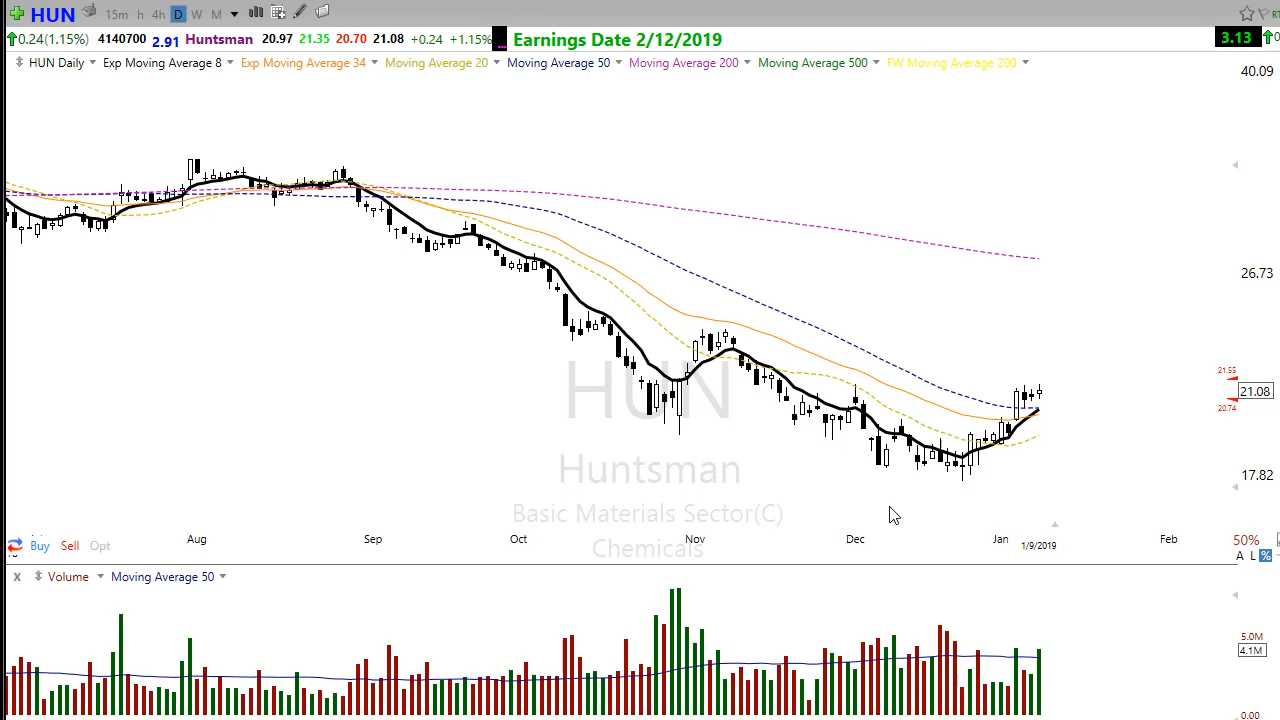 HUN 15m h 4h D W M
0.24(1.15%) 4140700 2.91 Huntsman 20.97 21.35 20.70 21.08 +0.24 +1.15% Earnings Date 2/12/2019 3.13
HUN Daily Exp Moving Average 8 Exp Moving Average 34 Moving Average 20 Moving Average 50 Moving Average 200 Moving Average 500 FW Moving Average 200
40.09
26.73
21.55
21.08
20.74
17.82
HUN
Huntsman
Basic Materials Sector(C)
Chemicals
Aug Sep Oct Nov Dec Jan 1/9/2019 Feb
Buy Sell Opt
50%
A L %
X Volume Moving Average 50
5.0M
4.1M
0.00